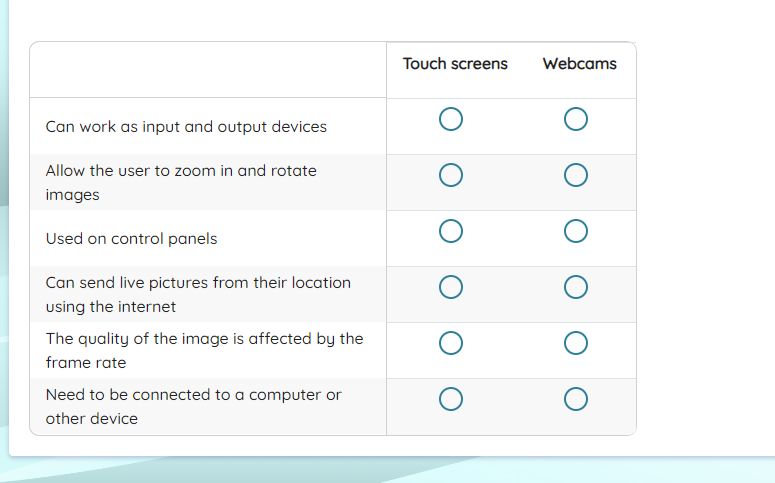 Touch screens Webcams
Can work as input and output devices
Allow the user to zoom in and rotate
images
Used on control panels
Can send live pictures from their location
using the internet
The quality of the image is affected by the
frame rate
Need to be connected to a computer or
other device